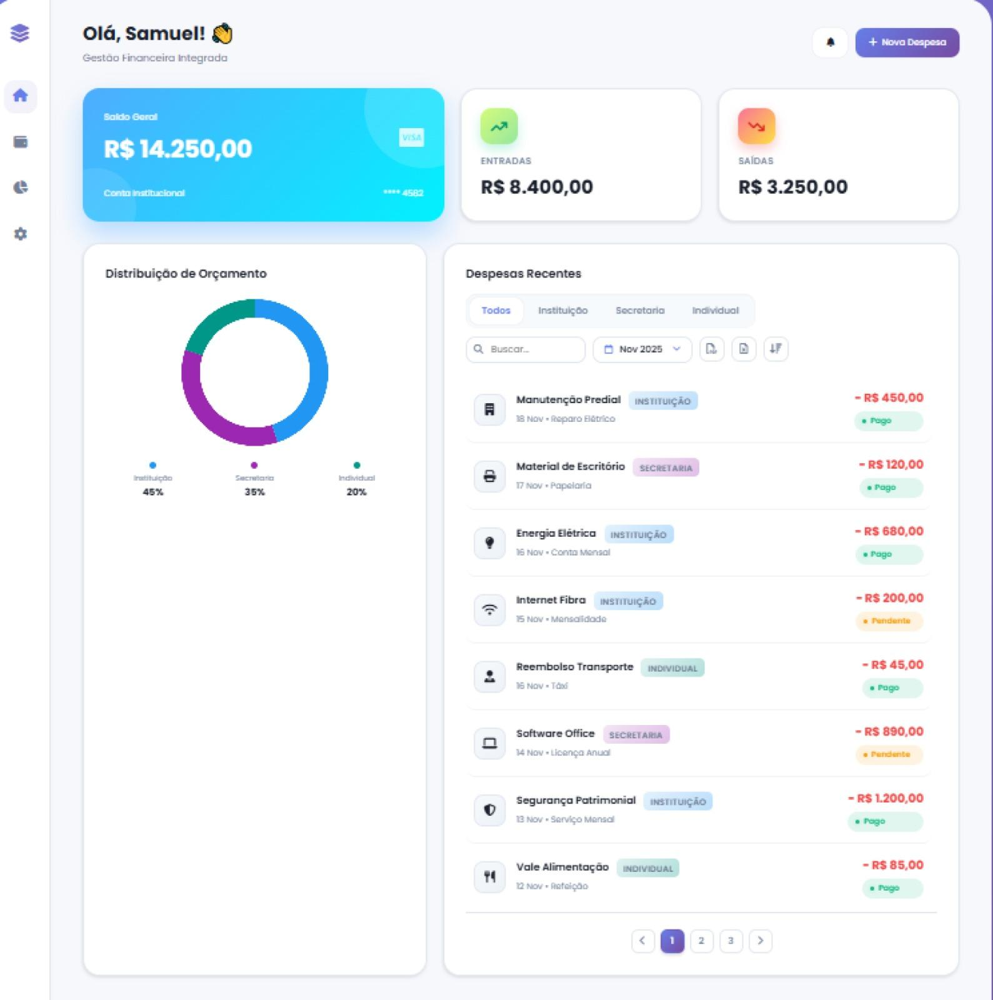 Olá, Samuel! 👋
Gestão Financeira Integrada
+ Nova Despesa
Saldo Geral
VISA
R$ 14.250,00
Conta Institucional
**** 4582
ENTRADAS
R$ 8.400,00
SAÍDAS
R$ 3.250,00
Distribuição de Orçamento
Instituição
45%
Secretaria
35%
Individual
20%
Despesas Recentes
Todos Instituição Secretaria Individual
Buscar... Nov 2025
Manutenção Predial INSTITUIÇÃO - R$ 450,00
18 Nov • Reparo Elétrico • Pago
Material de Escritório SECRETARIA - R$ 120,00
17 Nov • Papelaria • Pago
Energia Elétrica INSTITUIÇÃO - R$ 680,00
16 Nov • Conta Mensal • Pago
Internet Fibra INSTITUIÇÃO - R$ 200,00
15 Nov • Mensalidade • Pendente
Reembolso Transporte INDIVIDUAL - R$ 45,00
16 Nov • Táxi • Pago
Software Office SECRETARIA - R$ 890,00
14 Nov • Licença Anual • Pendente
Segurança Patrimonial INSTITUIÇÃO - R$ 1.200,00
13 Nov • Serviço Mensal • Pago
Vale Alimentação INDIVIDUAL - R$ 85,00
12 Nov • Refeição • Pago
1 2 3